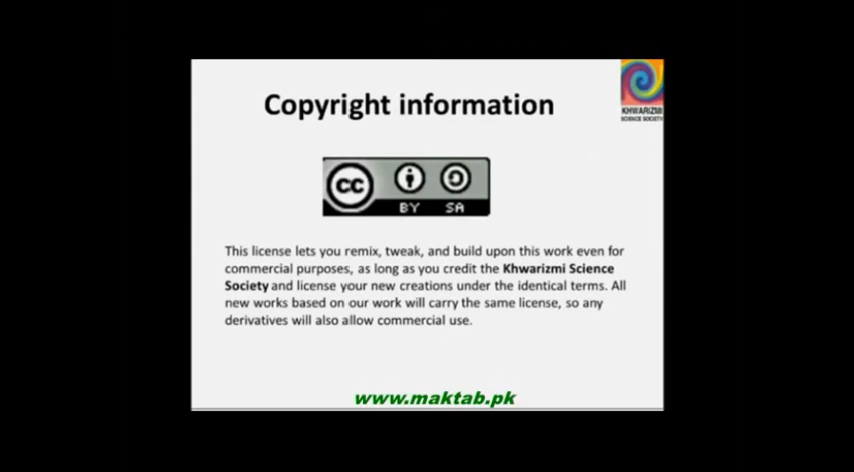 Copyright information
KHWARIZMI
SCIENCE SOCIETY
cc
BY SA
This license lets you remix, tweak, and build upon this work even for
commercial purposes, as long as you credit the Khwarizmi Science
Society and license your new creations under the identical terms. All
new works based on our work will carry the same license, so any
derivatives will also allow commercial use.
www.maktab.pk